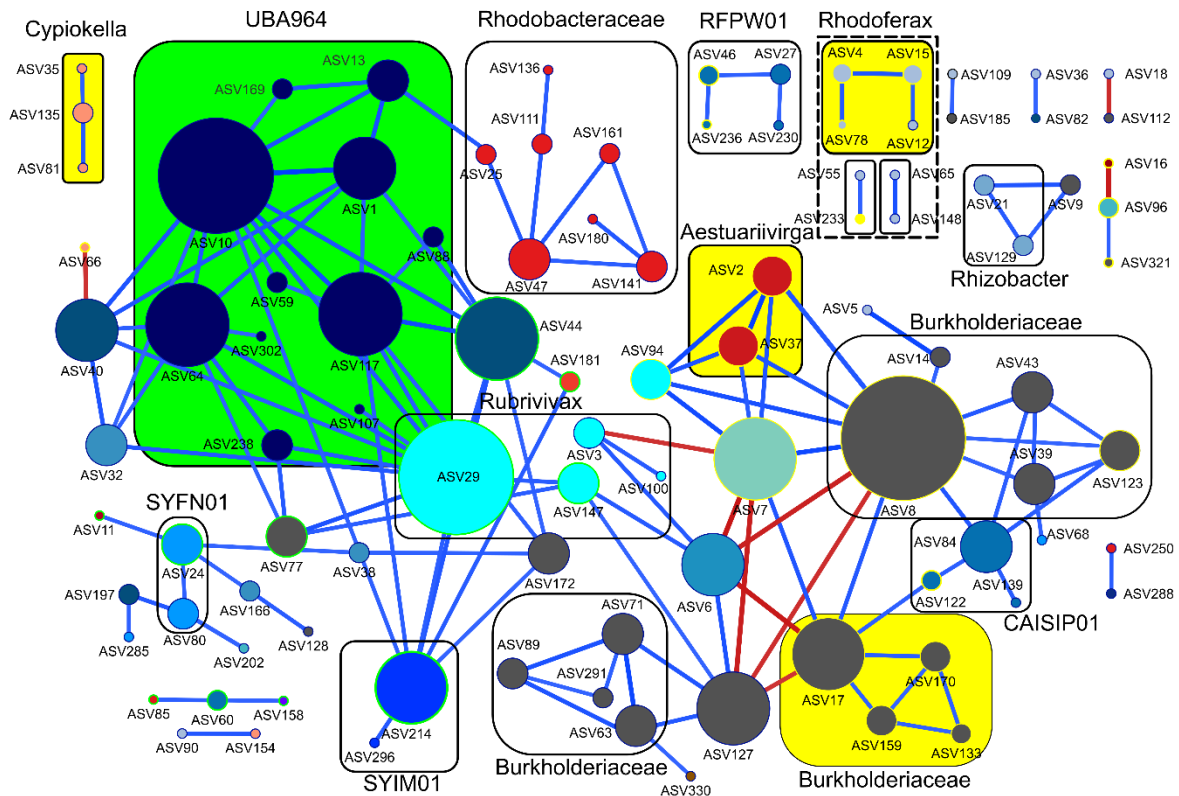 UBA964
Rhodobacteraceae
RFPW01
Rhodoferax
Cypiokella
ASV35
ASV135
ASV81
ASV13
ASV169
ASV10
ASV1
ASV88
ASV59
ASV302
ASV64
ASV117
ASV107
ASV238
ASV136
ASV111
ASV161
ASV25
ASV180
ASV47
ASV141
ASV46
ASV27
ASV236
ASV230
ASV4
ASV15
ASV78
ASV12
ASV55
ASV65
ASV233
ASV148
ASV109
ASV36
ASV18
ASV185
ASV82
ASV112
ASV16
ASV96
ASV321
ASV21
ASV9
ASV129
Rhizobacter
ASV66
ASV40
ASV32
ASV44
ASV181
Aestuariivirga
ASV2
ASV37
ASV94
ASV5
Burkholderiaceae
ASV14
ASV43
ASV39
ASV123
ASV8
ASV68
Rubrivivax
ASV29
ASV3
ASV100
ASV147
ASV7
SYFN01
ASV11
ASV24
ASV77
ASV38
ASV172
ASV6
ASV84
ASV139
ASV122
CAISIP01
ASV250
ASV288
ASV197
ASV166
ASV80
ASV285
ASV202
ASV128
ASV85
ASV60
ASV158
ASV90
ASV154
ASV214
ASV296
SYIM01
ASV71
ASV89
ASV291
ASV63
Burkholderiaceae
ASV330
ASV127
ASV17
ASV170
ASV159
ASV133
Burkholderiaceae